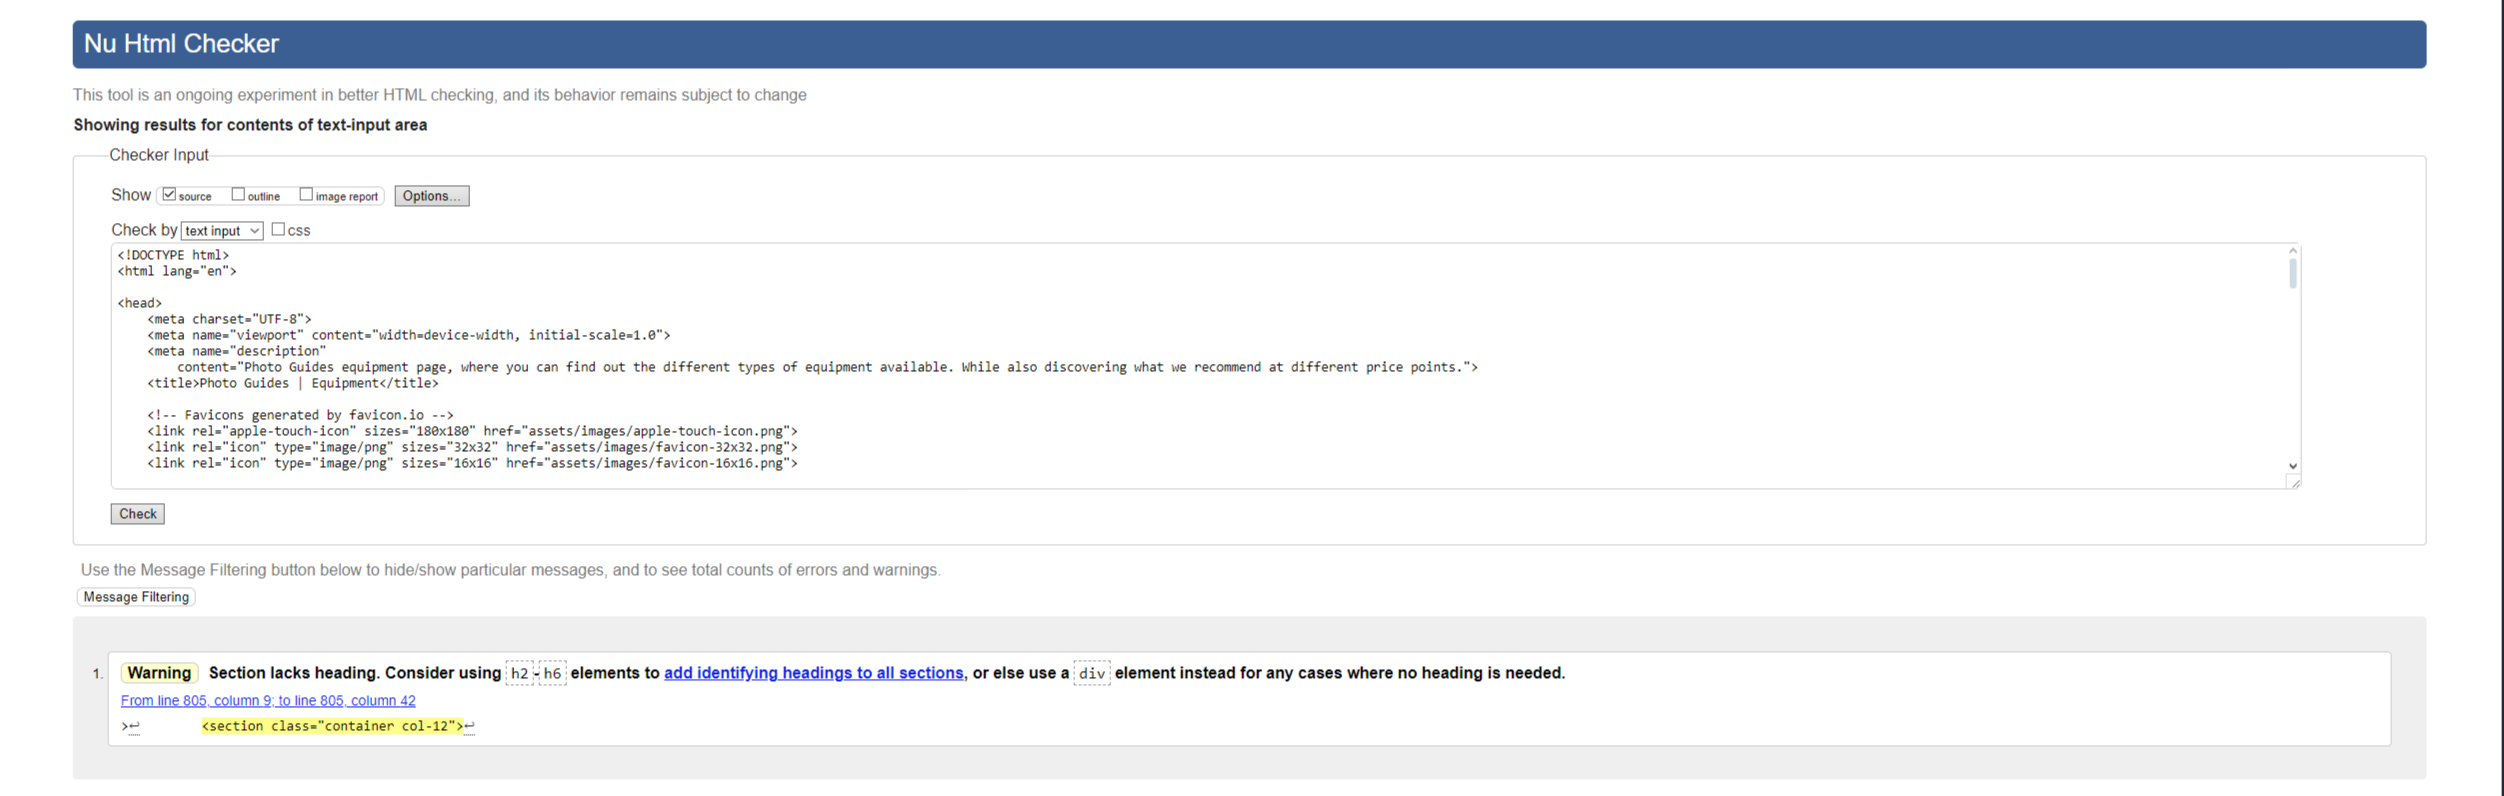 Nu Html Checker
This tool is an ongoing experiment in better HTML checking, and its behavior remains subject to change
Showing results for contents of text-input area
Checker Input
Show source outline image report Options...
Check by text input css
<!DOCTYPE html>
<html lang="en">
<head>
<meta charset="UTF-8">
<meta name="viewport" content="width=device-width, initial-scale=1.0">
<meta name="description"
content="Photo Guides equipment page, where you can find out the different types of equipment available. While also discovering what we recommend at different price points.">
<title>Photo Guides | Equipment</title>
<!-- Favicons generated by favicon.io -->
<link rel="apple-touch-icon" sizes="180x180" href="assets/images/apple-touch-icon.png">
<link rel="icon" type="image/png" sizes="32x32" href="assets/images/favicon-32x32.png">
<link rel="icon" type="image/png" sizes="16x16" href="assets/images/favicon-16x16.png">
Check
Use the Message Filtering button below to hide/show particular messages, and to see total counts of errors and warnings.
Message Filtering
1. Warning Section lacks heading. Consider using h2-h6 elements to add identifying headings to all sections, or else use a div element instead for any cases where no heading is needed.
From line 805, column 9; to line 805, column 42
>↩ <section class="container col-12">↩